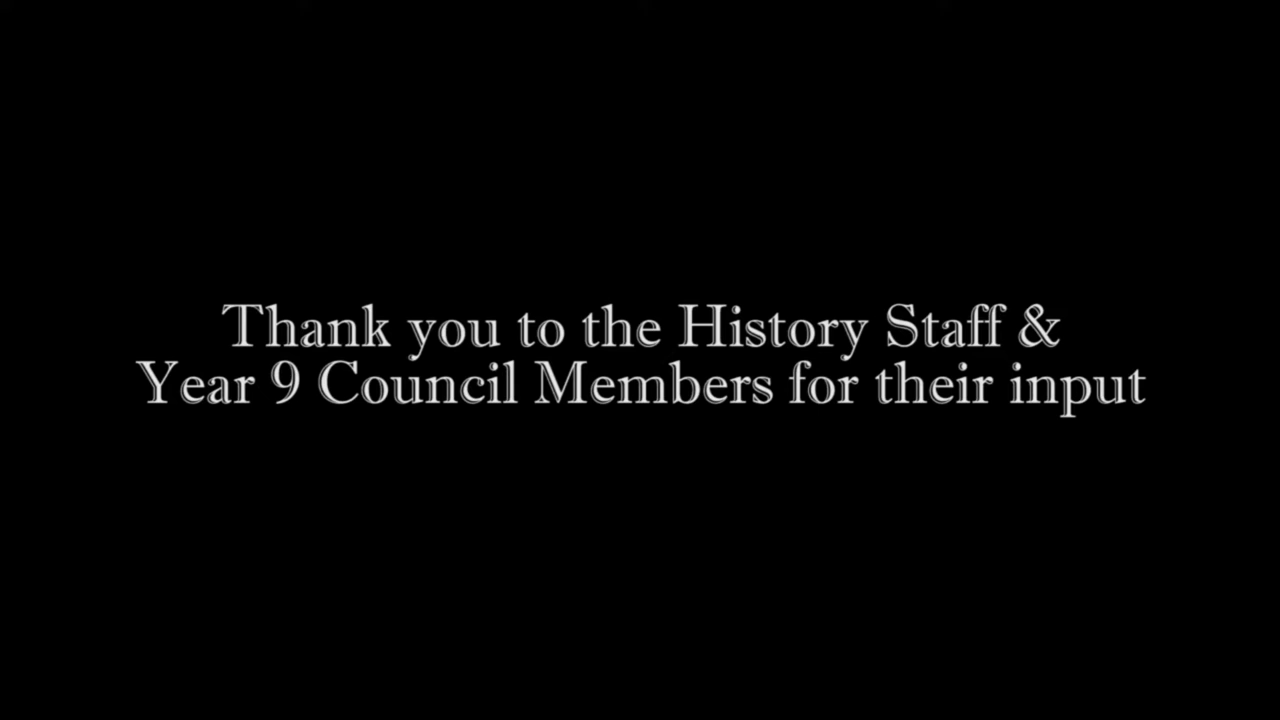 Thank you to the History Staff &
Year 9 Council Members for their input